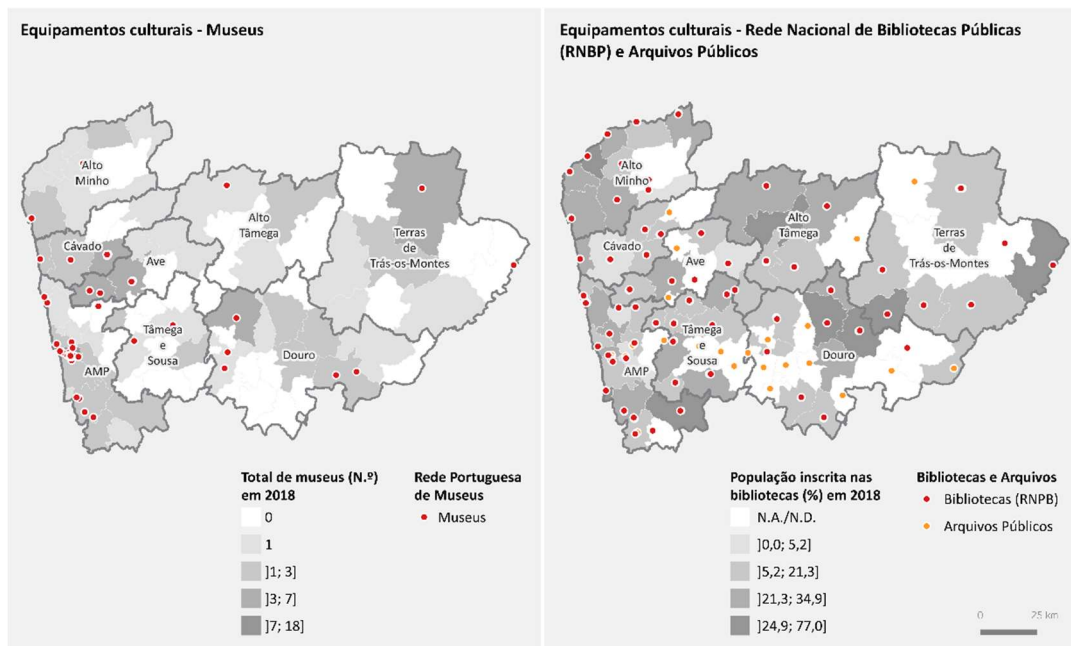 Equipamentos culturais - Museus
Alto
Minho
Cávado
Ave
Alto
Tâmega
Terras
de
Trás-os-Montes
Tâmega
e
Sousa
Douro
AMP
Total de museus (N.º)
em 2018
0
1
]1; 3]
]3; 7]
]7; 18]
Rede Portuguesa
de Museus
Museus
Equipamentos culturais - Rede Nacional de Bibliotecas Públicas
(RNBP) e Arquivos Públicos
Alto
Minho
Cávado
Ave
Alto
Tâmega
Terras
de
Trás-os-Montes
Tâmega
e
Sousa
Douro
AMP
População inscrita nas
bibliotecas (%) em 2018
N.A./N.D.
]0,0; 5,2]
]5,2; 21,3]
]21,3; 34,9]
]24,9; 77,0]
Bibliotecas e Arquivos
Bibliotecas (RNPB)
Arquivos Públicos
0 25 km